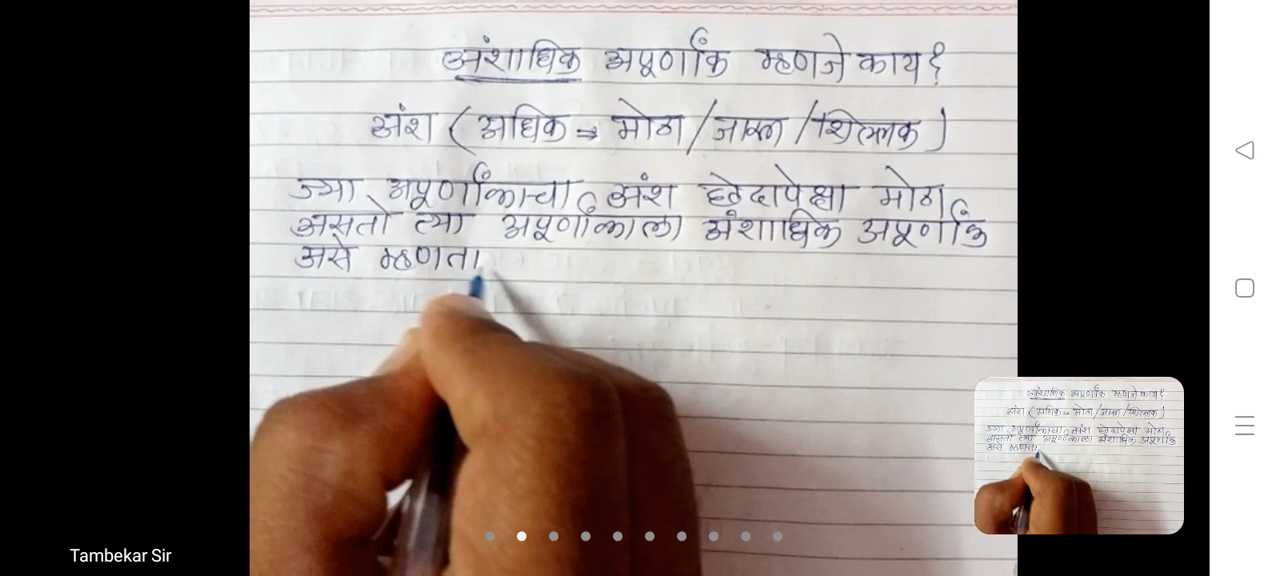 अंशाधिक अपूर्णांक म्हणजे काय?
अंश (अधिक ⇒ मोठा/जास्त/शिल्लक)
ज्या अपूर्णांकाचा अंश छेदापेक्षा मोठा
असतो त्या अपूर्णांकाला अंशाधिक अपूर्णांक
असे म्हणता
Tambekar Sir